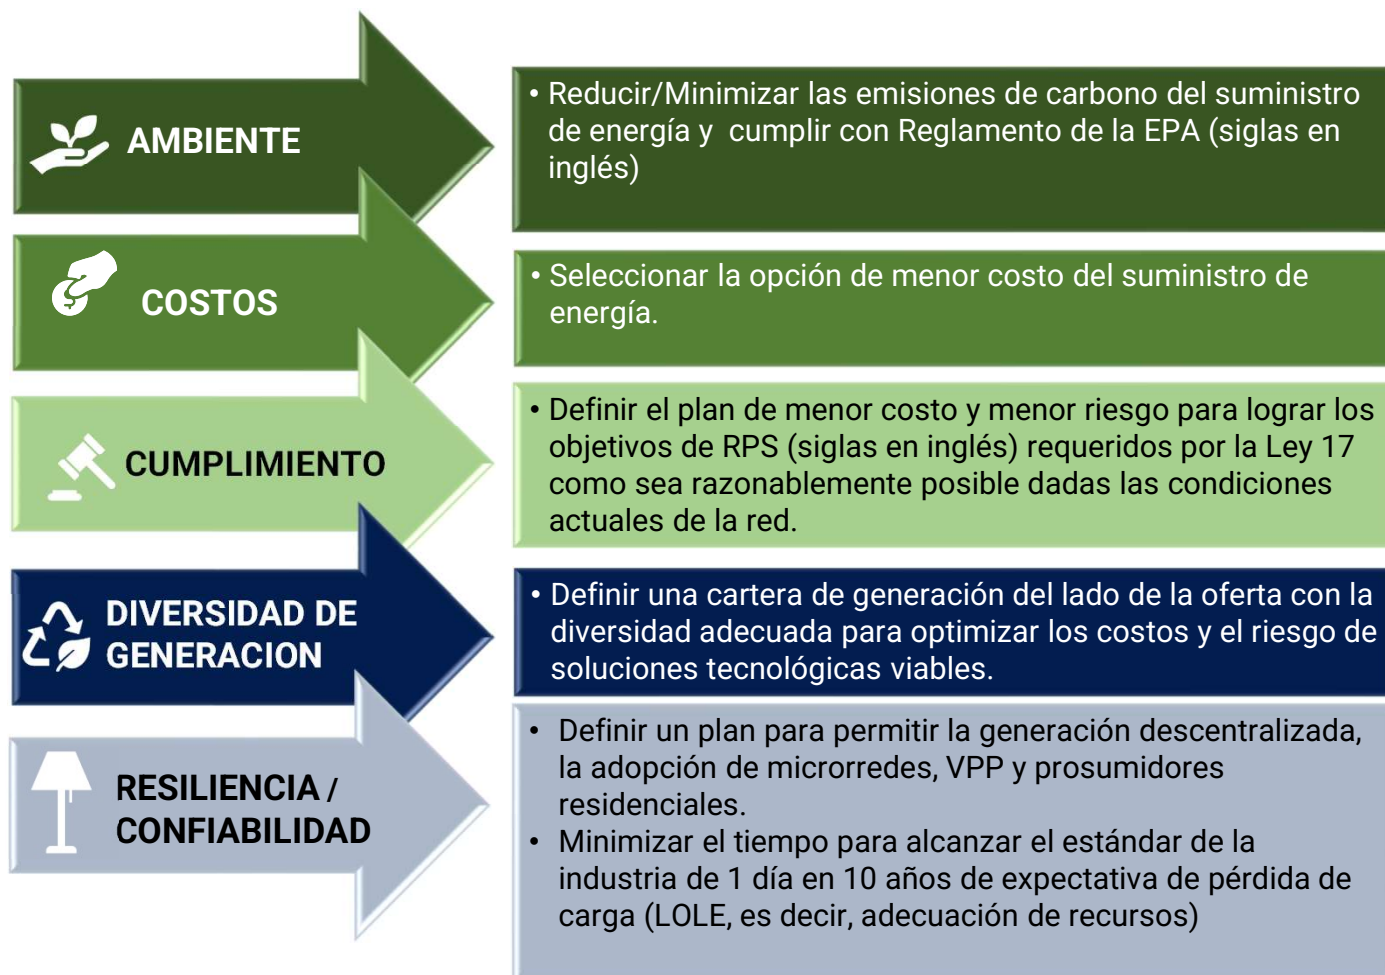 AMBIENTE
• Reducir/Minimizar las emisiones de carbono del suministro
de energía y cumplir con Reglamento de la EPA (siglas en
inglés)
COSTOS
• Seleccionar la opción de menor costo del suministro de
energía.
CUMPLIMIENTO
• Definir el plan de menor costo y menor riesgo para lograr los
objetivos de RPS (siglas en inglés) requeridos por la Ley 17
como sea razonablemente posible dadas las condiciones
actuales de la red.
DIVERSIDAD DE
GENERACION
• Definir una cartera de generación del lado de la oferta con la
diversidad adecuada para optimizar los costos y el riesgo de
soluciones tecnológicas viables.
RESILIENCIA /
CONFIABILIDAD
• Definir un plan para permitir la generación descentralizada,
la adopción de microrredes, VPP y prosumidores
residenciales.
• Minimizar el tiempo para alcanzar el estándar de la
industria de 1 día en 10 años de expectativa de pérdida de
carga (LOLE, es decir, adecuación de recursos)